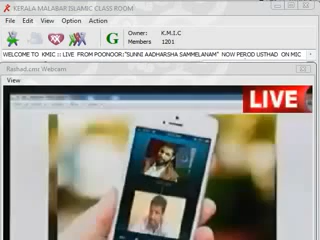 KERALA MALABAR ISLAMIC CLASS ROOM
File Edit View Option Action Help
G Owner: K.M.I.C
Members 1201
WELCOME TO KMIC :: LIVE FROM POONOOR:"SUNNI AADHARSHA SAMMELANAM" NOW PEROD USTHAD ON MIC
Rashad.cmr Webcam
View
LIVE